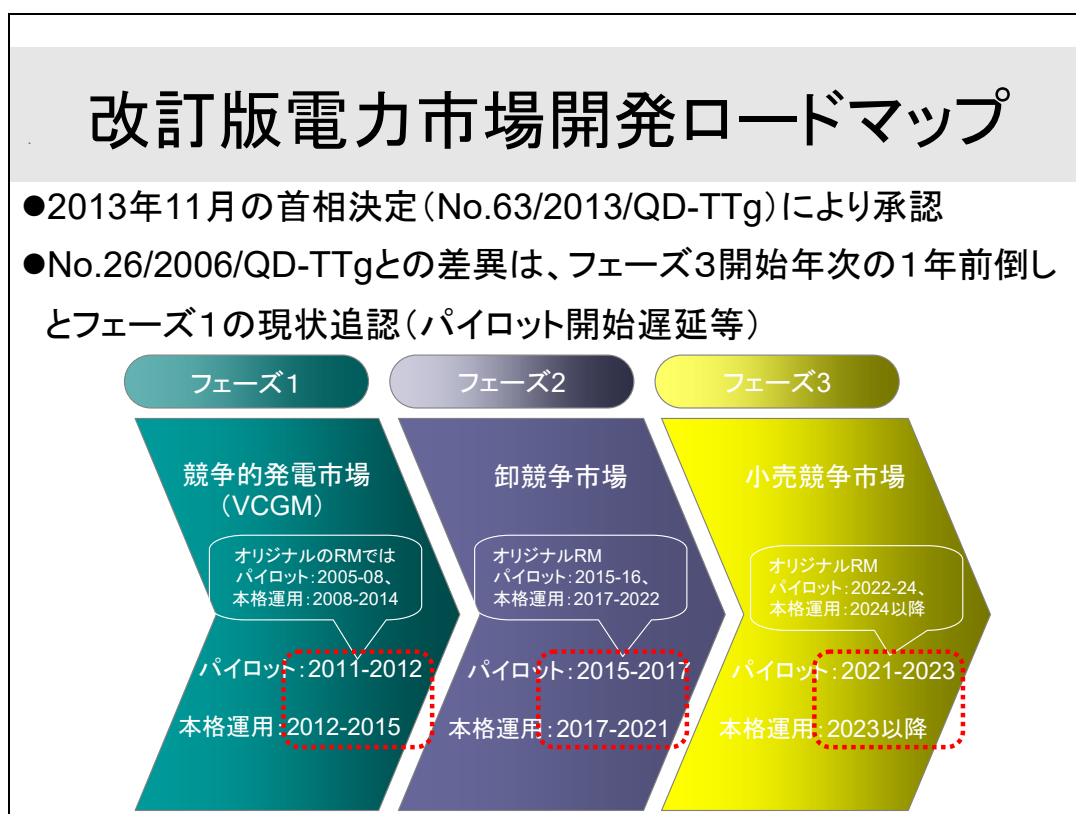 改訂版電力市場開発ロードマップ
●2013年11月の首相決定（No.63/2013/QD-TTg）により承認
●No.26/2006/QD-TTgとの差異は、フェーズ３開始年次の１年前倒し
とフェーズ１の現状追認（パイロット開始遅延等）
フェーズ１
競争的発電市場
（VCGM）
オリジナルのRMでは
パイロット：2005-08、
本格運用：2008-2014
パイロット：2011-2012
本格運用：2012-2015
フェーズ2
卸競争市場
オリジナルRM
パイロット：2015-16、
本格運用：2017-2022
パイロット：2015-2017
本格運用：2017-2021
フェーズ3
小売競争市場
オリジナルRM
パイロット：2022-24、
本格運用：2024以降
パイロット：2021-2023
本格運用：2023以降